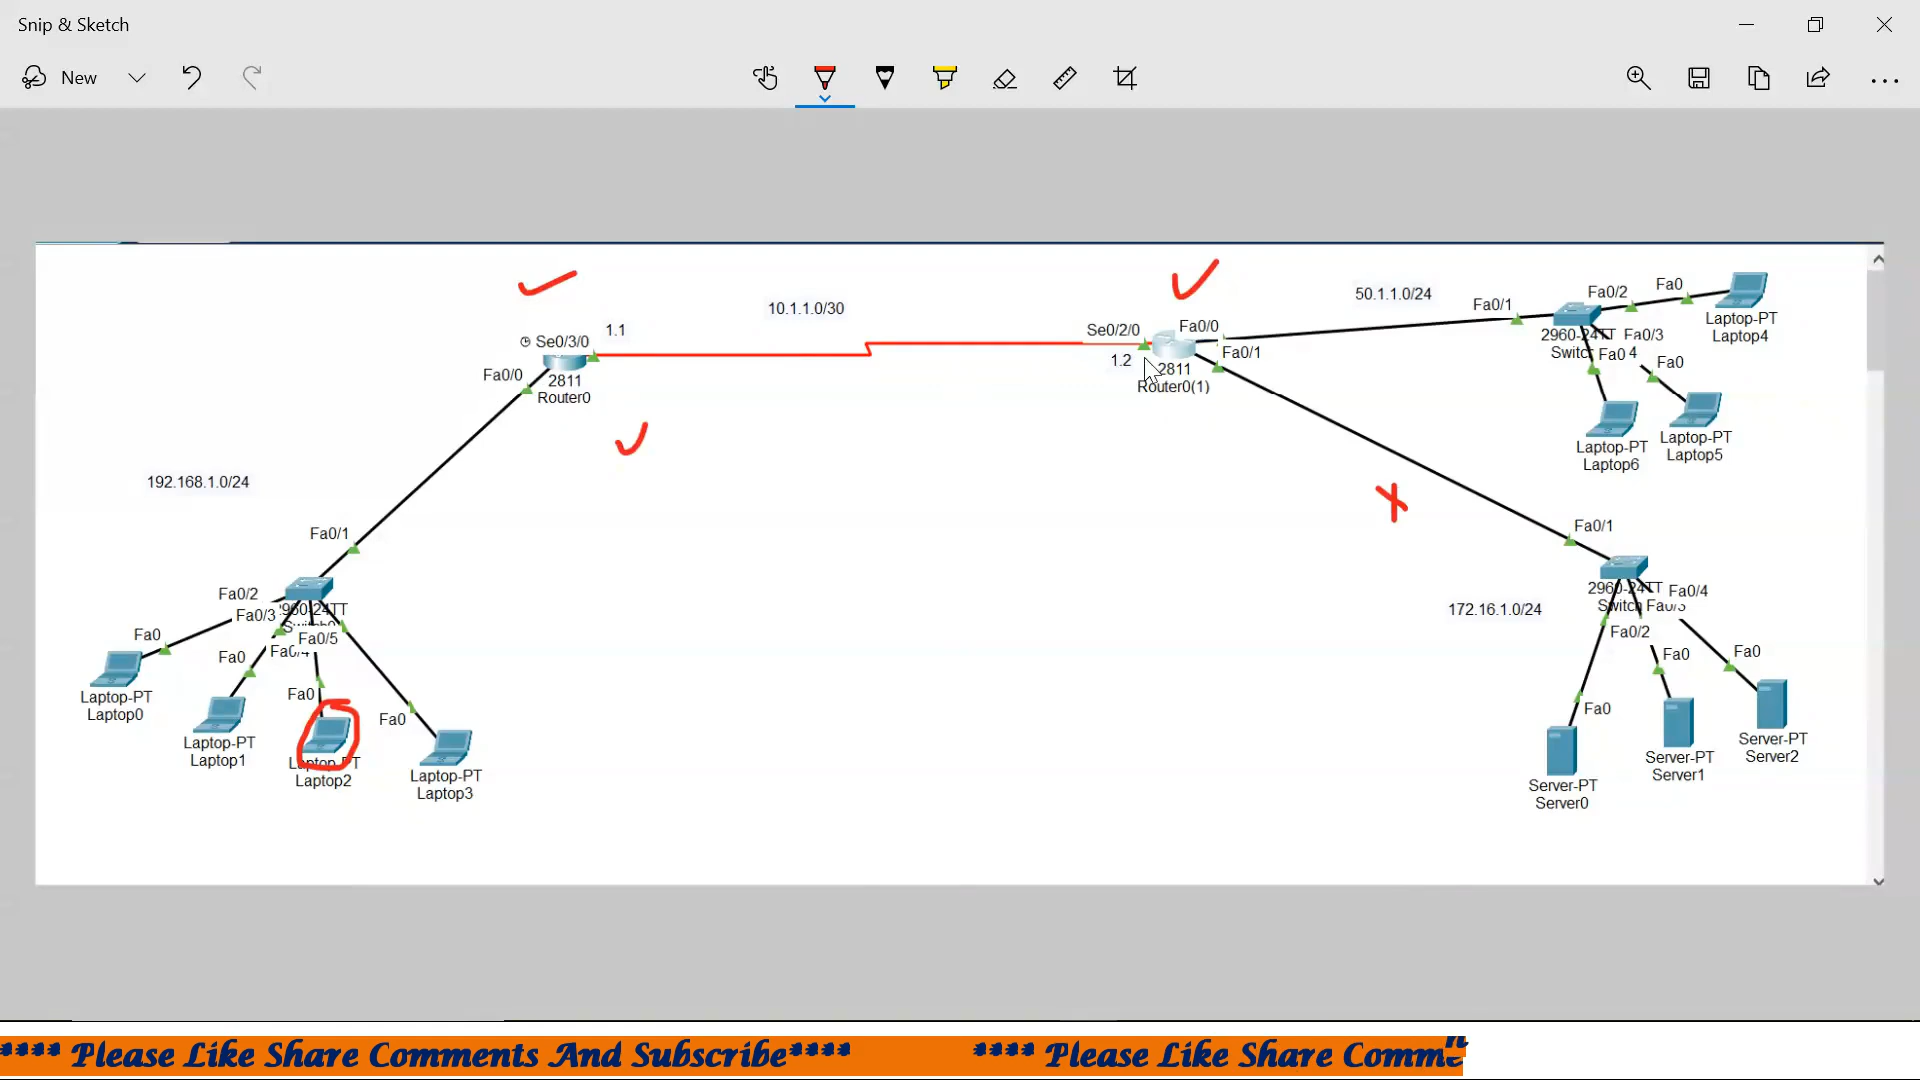 Snip & Sketch
New
10.1.1.0/30
50.1.1.0/24
1.1
Se0/3/0
Fa0/0
2811
Router0
Se0/2/0
Fa0/0
1.2
Fa0/1
2811
Router0(1)
Fa0/1
Fa0/2
Fa0
2960-24TT
Fa0/3
Fa0
Laptop-PT
Laptop4
Laptop-PT
Laptop6
Laptop-PT
Laptop5
192.168.1.0/24
Fa0/1
Fa0/2
Fa0/3
Fa0/5
Fa0
Fa0
Fa0
Fa0
Laptop-PT
Laptop0
Laptop-PT
Laptop1
Laptop-PT
Laptop2
Laptop-PT
Laptop3
Fa0/1
172.16.1.0/24
2960-24TT
Fa0/4
Switch
Fa0/3
Fa0/2
Fa0
Fa0
Fa0
Server-PT
Server0
Server-PT
Server1
Server-PT
Server2
**** Please Like Share Comments And Subscribe**** **** Please Like Share